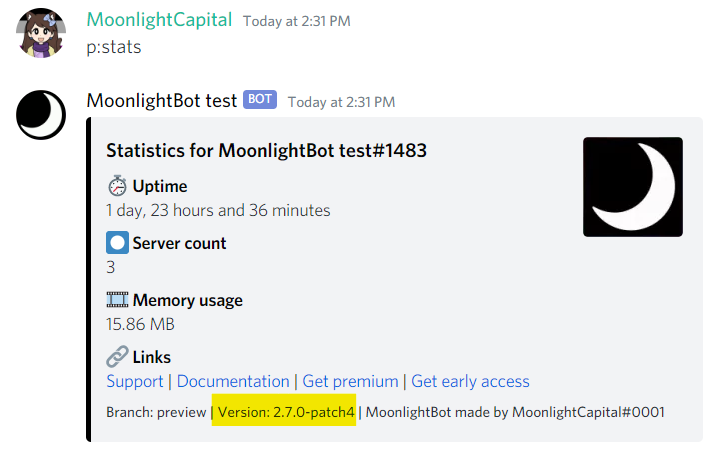 MoonlightCapital Today at 2:31 PM
p:stats
MoonlightBot test BOT Today at 2:31 PM
Statistics for MoonlightBot test#1483
Uptime
1 day, 23 hours and 36 minutes
Server count
3
Memory usage
15.86 MB
Links
Support | Documentation | Get premium | Get early access
Branch: preview | Version: 2.7.0-patch4 | MoonlightBot made by MoonlightCapital#0001